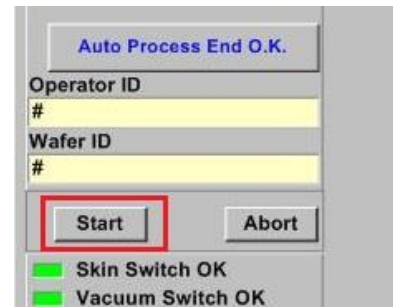 Auto Process End O.K.
Operator ID
#
Wafer ID
#
Start Abort
Skin Switch OK
Vacuum Switch OK